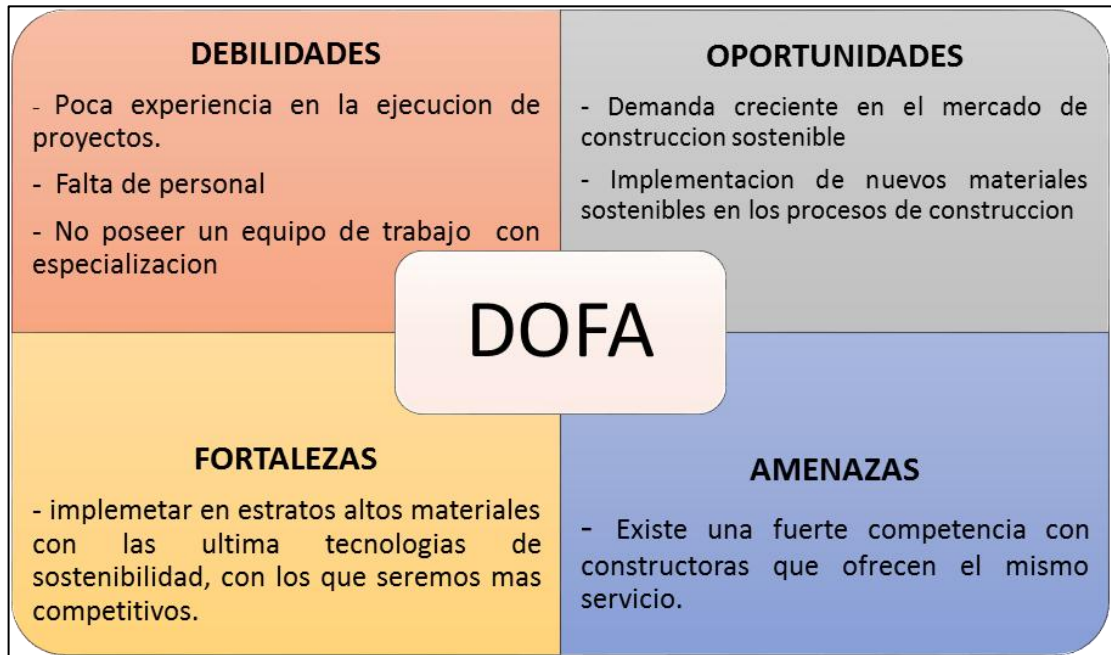 DEBILIDADES
- Poca experiencia en la ejecucion de
proyectos.
- Falta de personal
- No poseer un equipo de trabajo con
especializacion
OPORTUNIDADES
- Demanda creciente en el mercado de
construccion sostenible
- Implementacion de nuevos materiales
sostenibles en los procesos de construccion
DOFA
FORTALEZAS
- implemetar en estratos altos materiales
con las ultima tecnologias de
sostenibilidad, con los que seremos mas
competitivos.
AMENAZAS
- Existe una fuerte competencia con
constructoras que ofrecen el mismo
servicio.